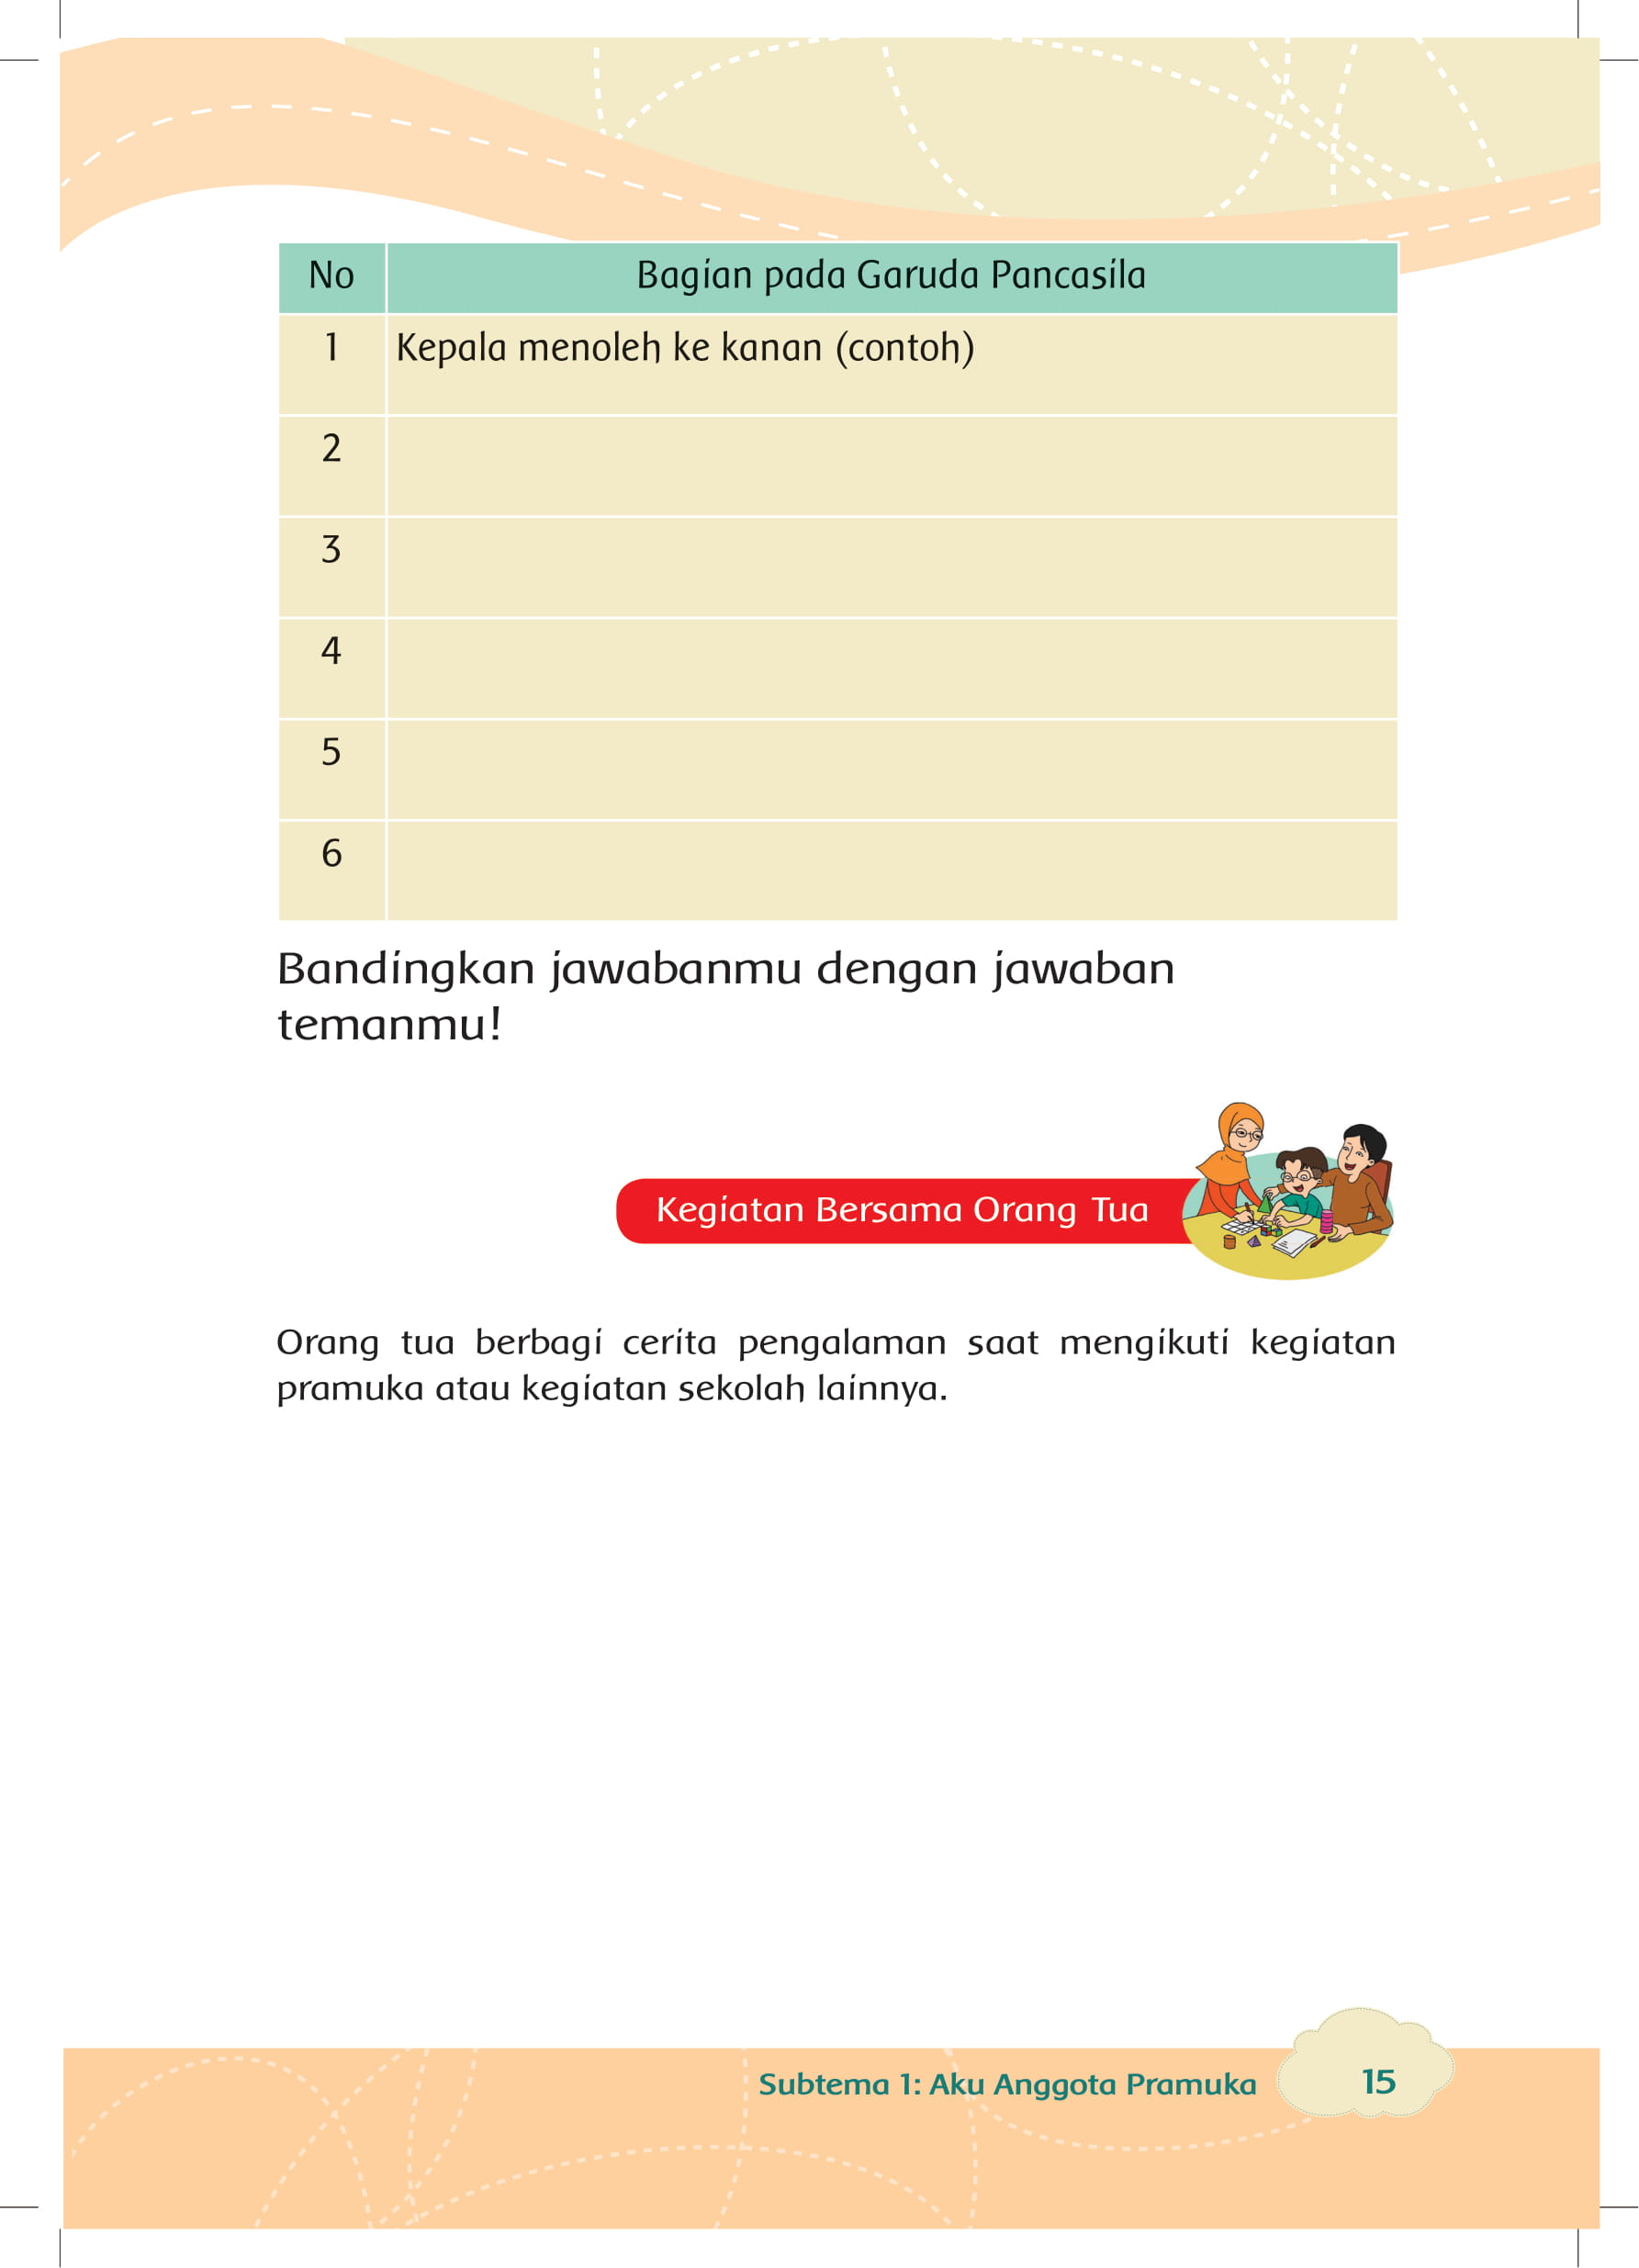 No Bagian pada Garuda Pancasila
1 Kepala menoleh ke kanan (contoh)
2
3
4
5
6
Bandingkan jawabanmu dengan jawaban
temanmu!
Kegiatan Bersama Orang Tua
Orang tua berbagi cerita pengalaman saat mengikuti kegiatan
pramuka atau kegiatan sekolah lainnya.
Subtema 1: Aku Anggota Pramuka 15